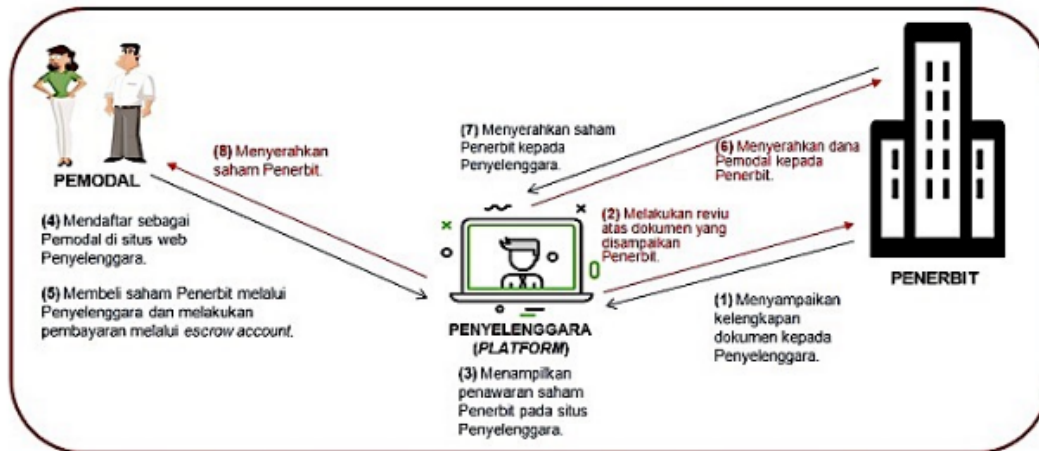 PEMODAL
(4) Mendaftar sebagai
Pemodal di situs web
Penyelenggara.
(5) Membeli saham Penerbit melalui
Penyelenggara dan melakukan
pembayaran melalui escrow account.
(8) Menyerahkan
saham Penerbit.
(7) Menyerahkan saham
Penerbit kepada
Penyelenggara.
(6) Menyerahkan dana
Pemodal kepada
Penerbit.
(2) Melakukan reviu
atas dokumen yang
disampaikan
Penerbit.
PENYELENGGARA
(PLATFORM)
(3) Menampilkan
penawaran saham
Penerbit pada situs
Penyelenggara.
(1) Menyampaikan
kelengkapan
dokumen kepada
Penyelenggara.
PENERBIT